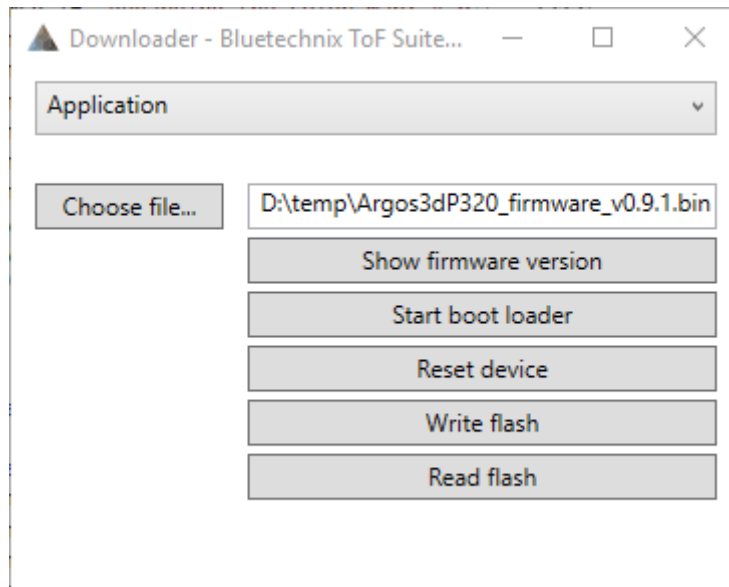 Downloader - Bluetechnix ToF Suite...
Application
Choose file... D:\temp\Argos3dP320_firmware_v0.9.1.bin
Show firmware version
Start boot loader
Reset device
Write flash
Read flash